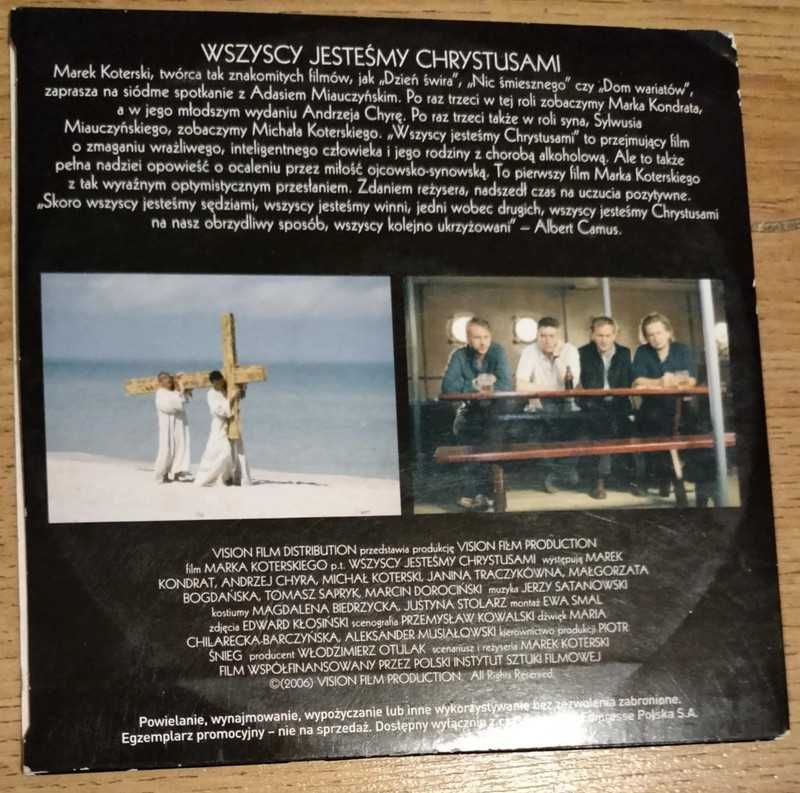 WSZYSCY JESTEŚMY CHRYSTUSAMI
Marek Koterski, twórca tak znakomitych filmów, jak „Dzień świra”, „Nic śmiesznego” czy „Dom wariatów”,
zaprasza na siódme spotkanie z Adasiem Miauczyńskim. Po raz trzeci w tej roli zobaczymy Marka Kondrata,
a w jego młodszym wydaniu Andrzeja Chyrę. Po raz trzeci także w roli syna, Sylwusia
Miauczyńskiego, zobaczymy Michała Koterskiego. „Wszyscy jesteśmy Chrystusami” to przejmujący film
o zmaganiu wrażliwego, inteligentnego człowieka i jego rodziny z chorobą alkoholową. Ale to także
pełna nadziei opowieść o ocaleniu przez miłość ojcowsko-synowską. To pierwszy film Marka Koterskiego
z tak wyraźnym optymistycznym przesłaniem. Zdaniem reżysera, nadszedł czas na uczucia pozytywne.
„Skoro wszyscy jesteśmy sędziami, wszyscy jesteśmy winni, jedni wobec drugich, wszyscy jesteśmy Chrystusami
na nasz obrzydliwy sposób, wszyscy kolejno ukrzyżowani” – Albert Camus.
VISION FILM DISTRIBUTION przedstawia produkcję VISION FILM PRODUCTION
film MARKA KOTERSKIEGO p.t. WSZYSCY JESTEŚMY CHRYSTUSAMI występują MAREK
KONDRAT, ANDRZEJ CHYRA, MICHAŁ KOTERSKI, JANINA TRACZYKÓWNA, MAŁGORZATA
BOGDAŃSKA, TOMASZ SAPRYK, MARCIN DOROCIŃSKI muzyka JERZY SATANOWSKI
kostiumy MAGDALENA BIEDRZYCKA, JUSTYNA STOLARZ montaż EWA SMAL
zdjęcia EDWARD KŁOSIŃSKI scenografia PRZEMYSŁAW KOWALSKI dźwięk MARIA
CHILARECKA-BARCZYŃSKA, ALEKSANDER MUSIAŁOWSKI kierownictwo produkcji PIOTR
ŚNIEG producent WŁODZIMIERZ OTULAK scenariusz i reżyseria MAREK KOTERSKI
FILM WSPÓŁFINANSOWANY PRZEZ POLSKI INSTYTUT SZTUKI FILMOWEJ
©(2006) VISION FILM PRODUCTION. All Rights Reserved.
Powielanie, wynajmowanie, wypożyczanie lub inne wykorzystywanie bez zezwolenia zabronione.
Egzemplarz promocyjny – nie na sprzedaż. Dostępny wyłącznie z Edipresse Polska S.A.